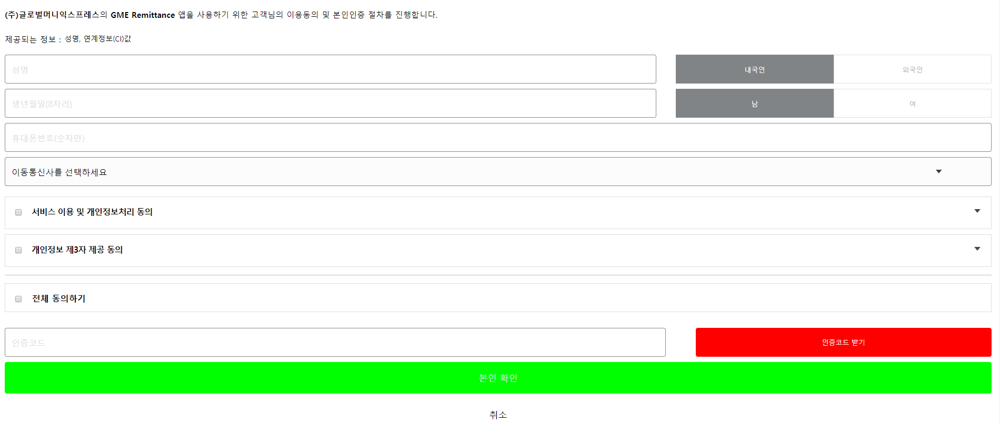 (주)글로벌머니익스프레스의 GME Remittance 앱을 사용하기 위한 고객님의 이용동의 및 본인인증 절차를 진행합니다.
제공되는 정보 : 성명, 연계정보(CI)값
성명 내국인 외국인
생년월일(8자리) 남 여
휴대폰번호(숫자만)
이동통신사를 선택하세요
서비스 이용 및 개인정보처리 동의
개인정보 제3자 제공 동의
전체 동의하기
인증코드 인증코드 받기
본인 확인
취소